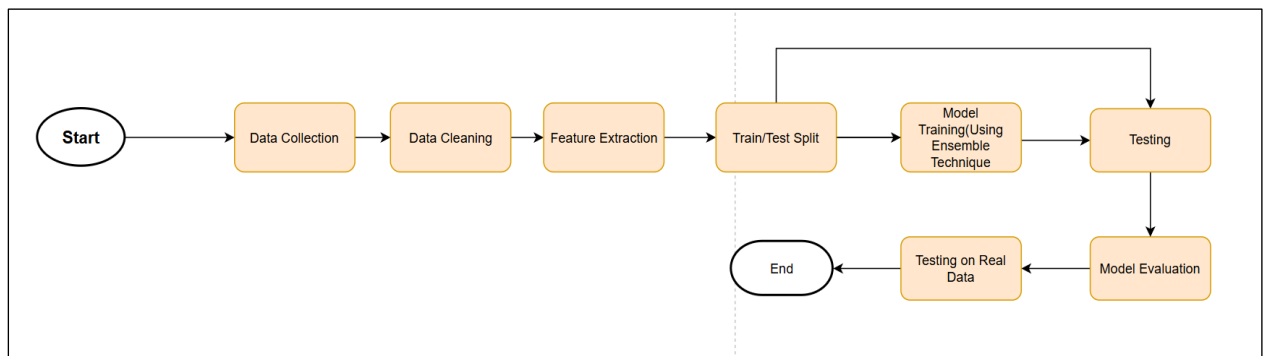 Start
Data Collection
Data Cleaning
Feature Extraction
Train/Test Split
Model
Training(Using
Ensemble
Technique
Testing
End
Testing on Real
Data
Model Evaluation